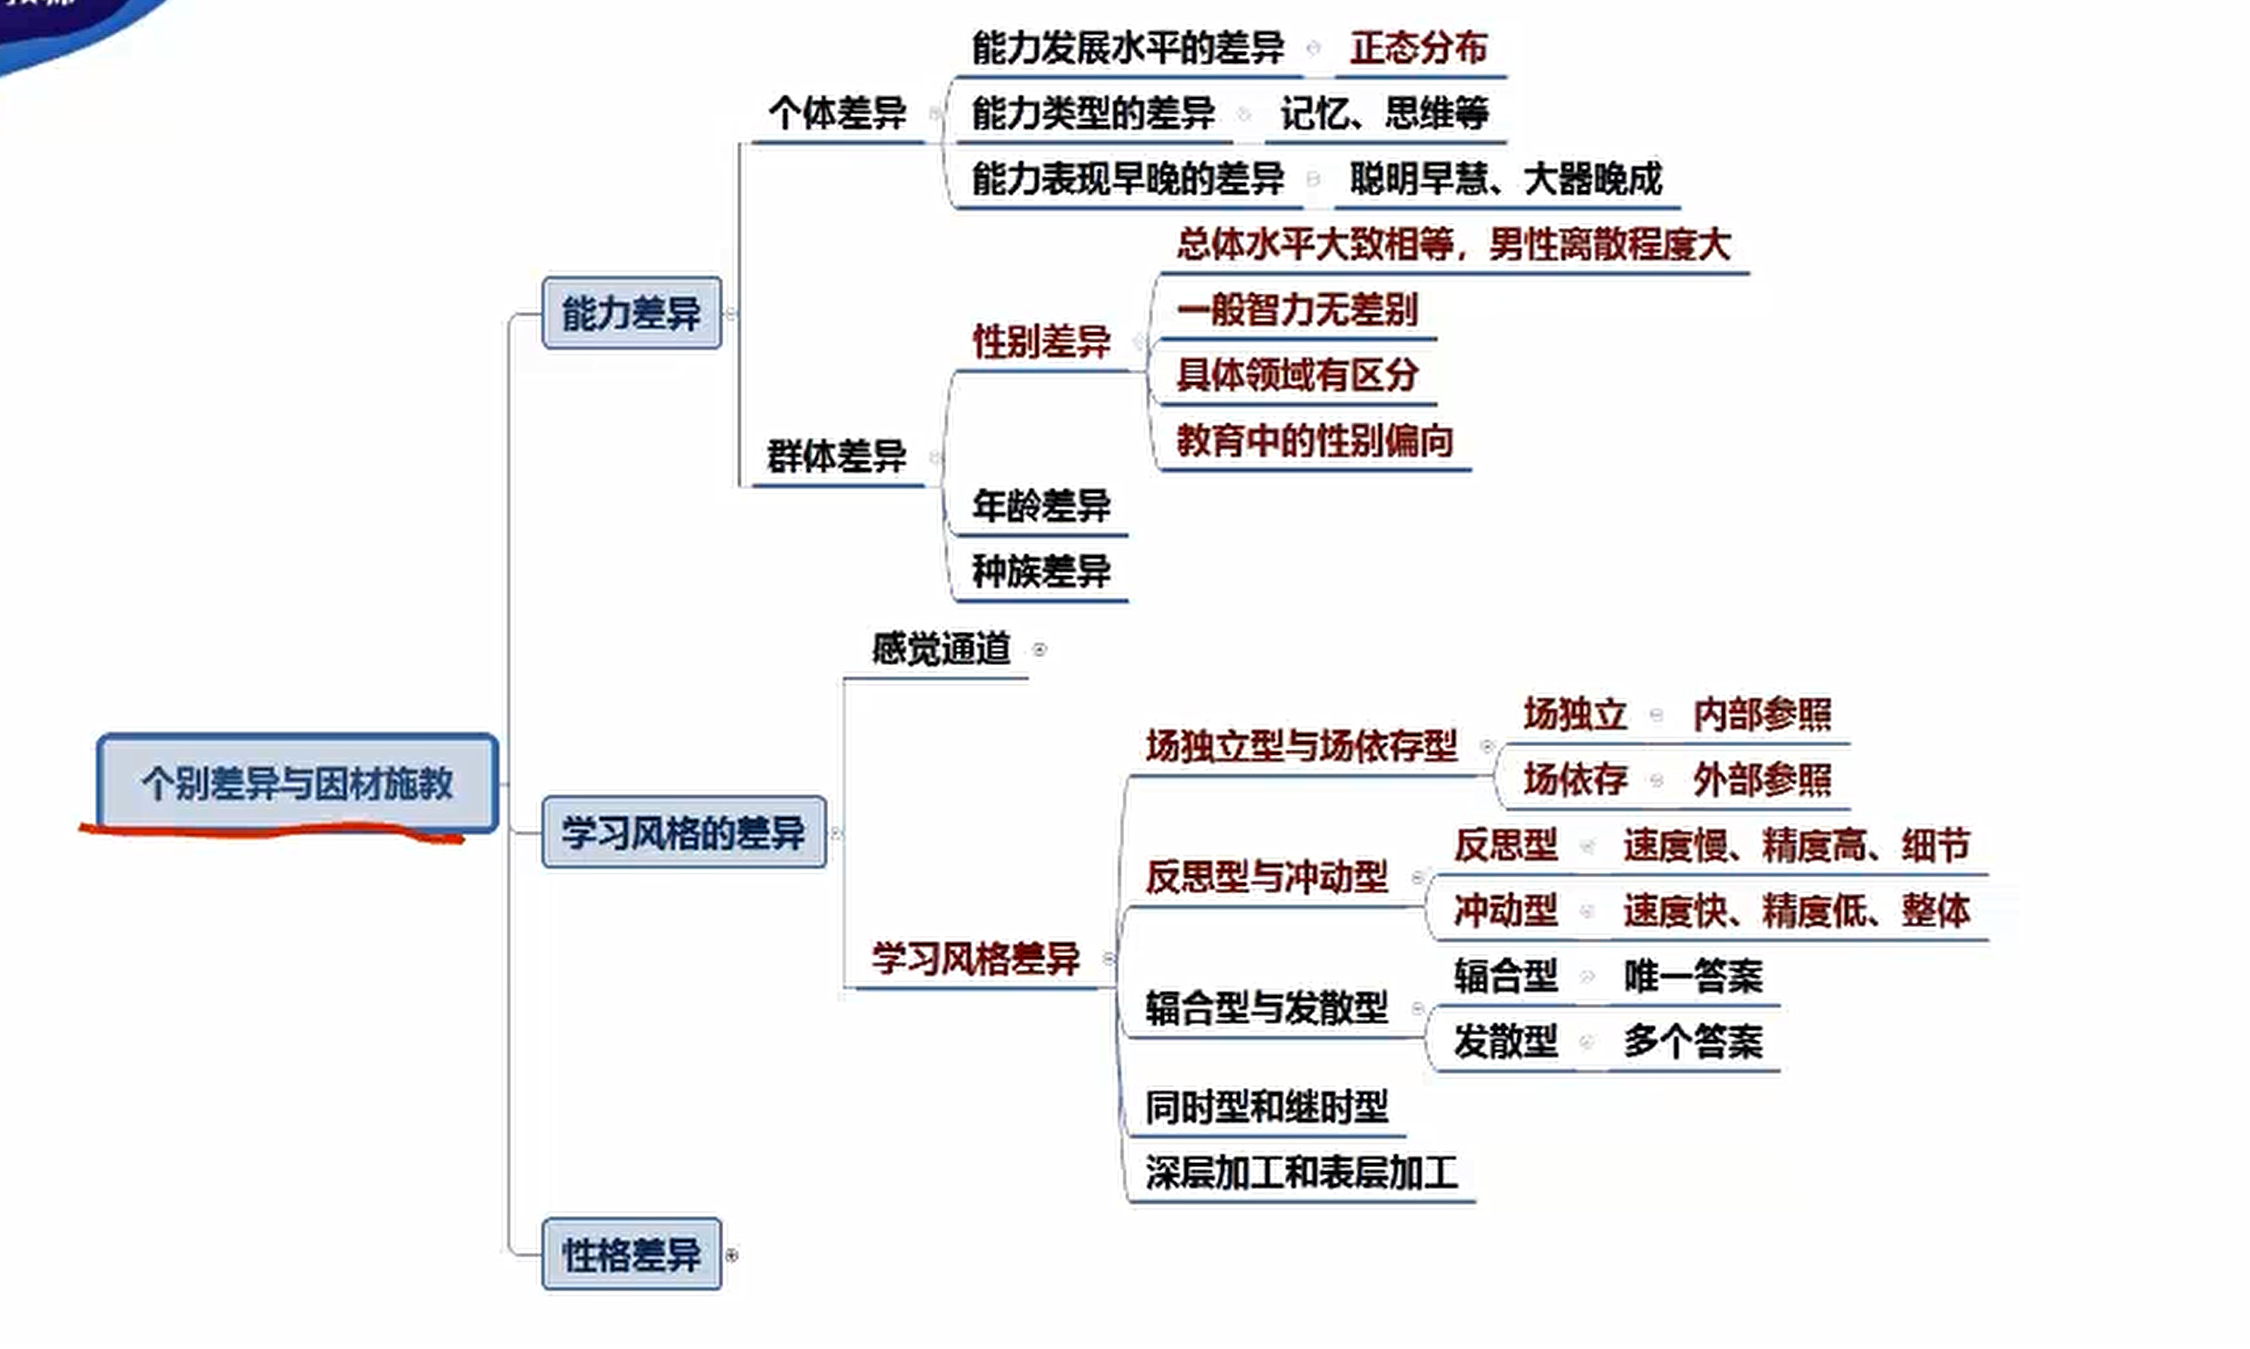 能力发展水平的差异 正态分布
个体差异 能力类型的差异 记忆、思维等
能力表现早晚的差异 聪明早慧、大器晚成
总体水平大致相等，男性离散程度大
能力差异 一般智力无差别
性别差异
具体领域有区分
教育中的性别偏向
群体差异
年龄差异
种族差异
感觉通道
场独立 内部参照
场独立型与场依存型
场依存 外部参照
个别差异与因材施教
学习风格的差异 反思型 速度慢、精度高、细节
反思型与冲动型
冲动型 速度快、精度低、整体
学习风格差异
辐合型 唯一答案
辐合型与发散型
发散型 多个答案
同时型和继时型
深层加工和表层加工
性格差异